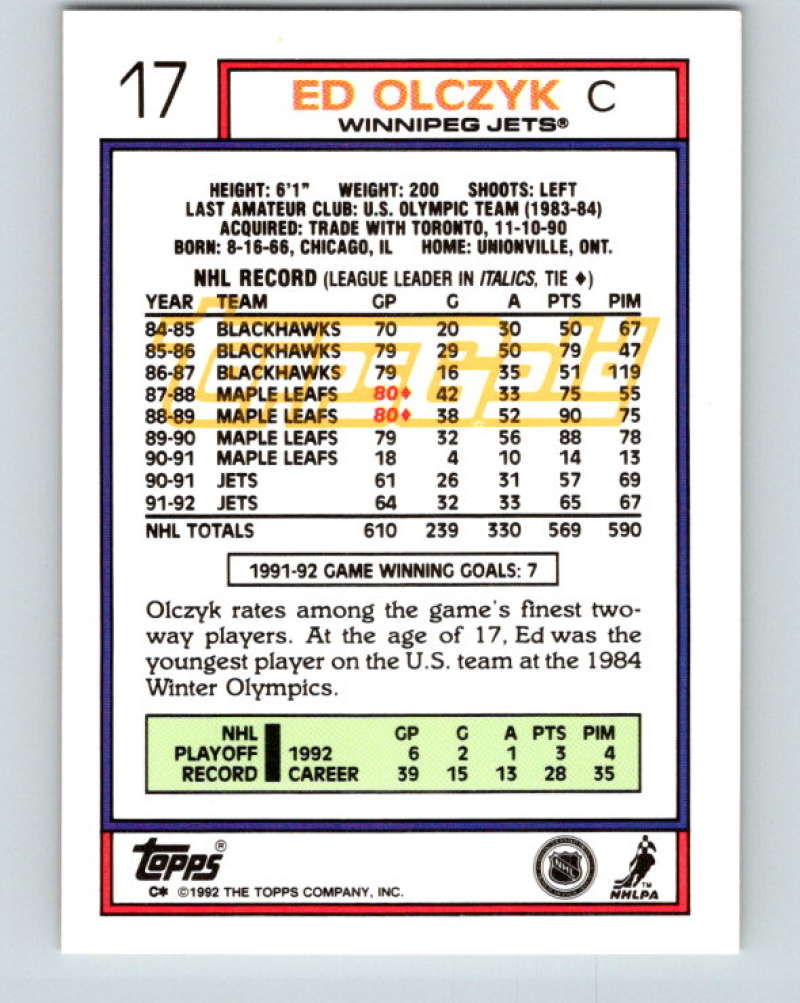 17
ED OLCZYK C
WINNIPEG JETS®
HEIGHT: 6'1" WEIGHT: 200 SHOOTS: LEFT
LAST AMATEUR CLUB: U.S. OLYMPIC TEAM (1983-84)
ACQUIRED: TRADE WITH TORONTO, 11-10-90
BORN: 8-16-66, CHICAGO, IL HOME: UNIONVILLE, ONT.
NHL RECORD (LEAGUE LEADER IN ITALICS, TIE ♦)
YEAR TEAM GP G A PTS PIM
84-85 BLACKHAWKS 70 20 30 50 67
85-86 BLACKHAWKS 79 29 50 79 47
86-87 BLACKHAWKS 79 16 35 51 119
87-88 MAPLE LEAFS 80♦ 42 33 75 55
88-89 MAPLE LEAFS 80♦ 38 52 90 75
89-90 MAPLE LEAFS 79 32 56 88 78
90-91 MAPLE LEAFS 18 4 10 14 13
90-91 JETS 61 26 31 57 69
91-92 JETS 64 32 33 65 67
NHL TOTALS 610 239 330 569 590
ToppsGold
1991-92 GAME WINNING GOALS: 7
Olczyk rates among the game's finest two-
way players. At the age of 17, Ed was the
youngest player on the U.S. team at the 1984
Winter Olympics.
NHL GP G A PTS PIM
PLAYOFF 1992 6 2 1 3 4
RECORD CAREER 39 15 13 28 35
TOPPS®
C* ©1992 THE TOPPS COMPANY, INC.
NHL
TM
NHLPA